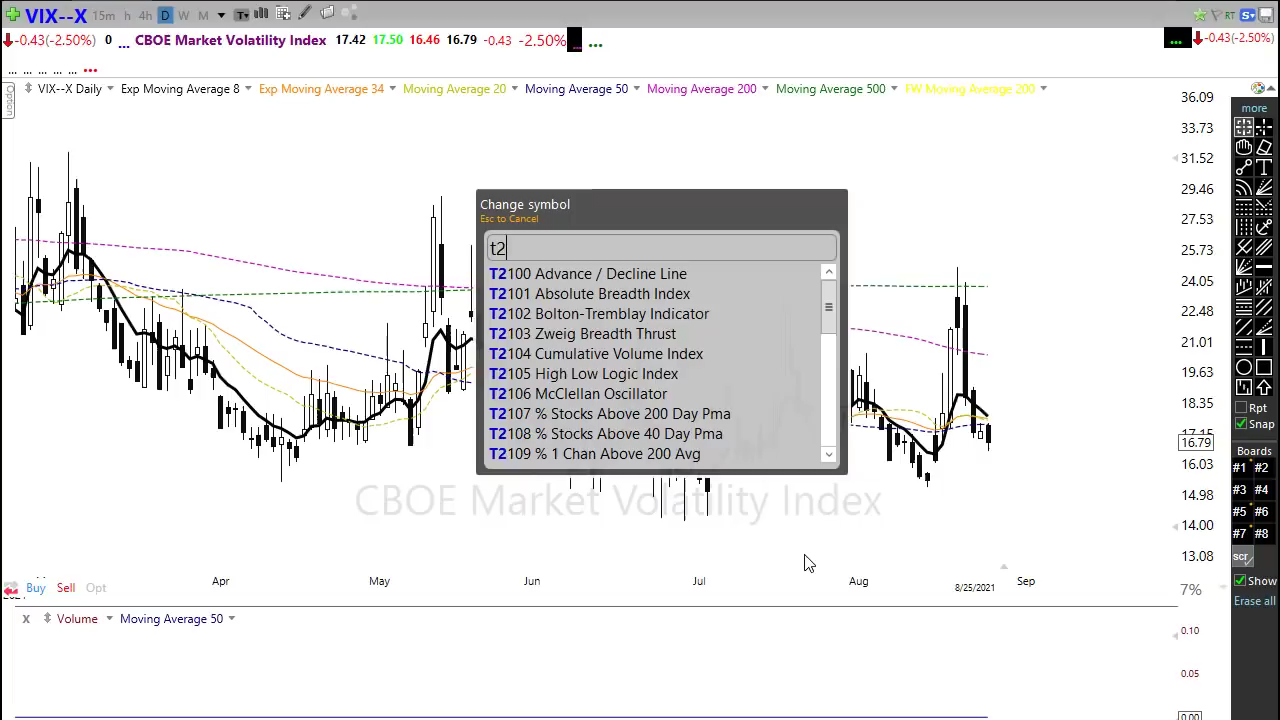 VIX--X 15m h 4h D W M T RT S
-0.43(-2.50%) 0 ... CBOE Market Volatility Index 17.42 17.50 16.46 16.79 -0.43 -2.50% ... ... -0.43(-2.50%)
... ... ... ... ... ...
Option
VIX--X Daily Exp Moving Average 8 Exp Moving Average 34 Moving Average 20 Moving Average 50 Moving Average 200 Moving Average 500 FW Moving Average 200
36.09
33.73
31.52
29.46
27.53
25.73
24.05
22.48
21.01
19.63
18.35
16.79
16.03
14.98
14.00
13.08
Change symbol
Esc to Cancel
t2
T2100 Advance / Decline Line
T2101 Absolute Breadth Index
T2102 Bolton-Tremblay Indicator
T2103 Zweig Breadth Thrust
T2104 Cumulative Volume Index
T2105 High Low Logic Index
T2106 McClellan Oscillator
T2107 % Stocks Above 200 Day Pma
T2108 % Stocks Above 40 Day Pma
T2109 % 1 Chan Above 200 Avg
CBOE Market Volatility Index
Apr May Jun Jul Aug Sep
8/25/2021
Buy Sell Opt
7%
x Volume Moving Average 50
0.10
0.05
0.00
more
T
Rpt
Snap
Boards
#1 #2
#3 #4
#5 #6
#7 #8
scr
Show
Erase all